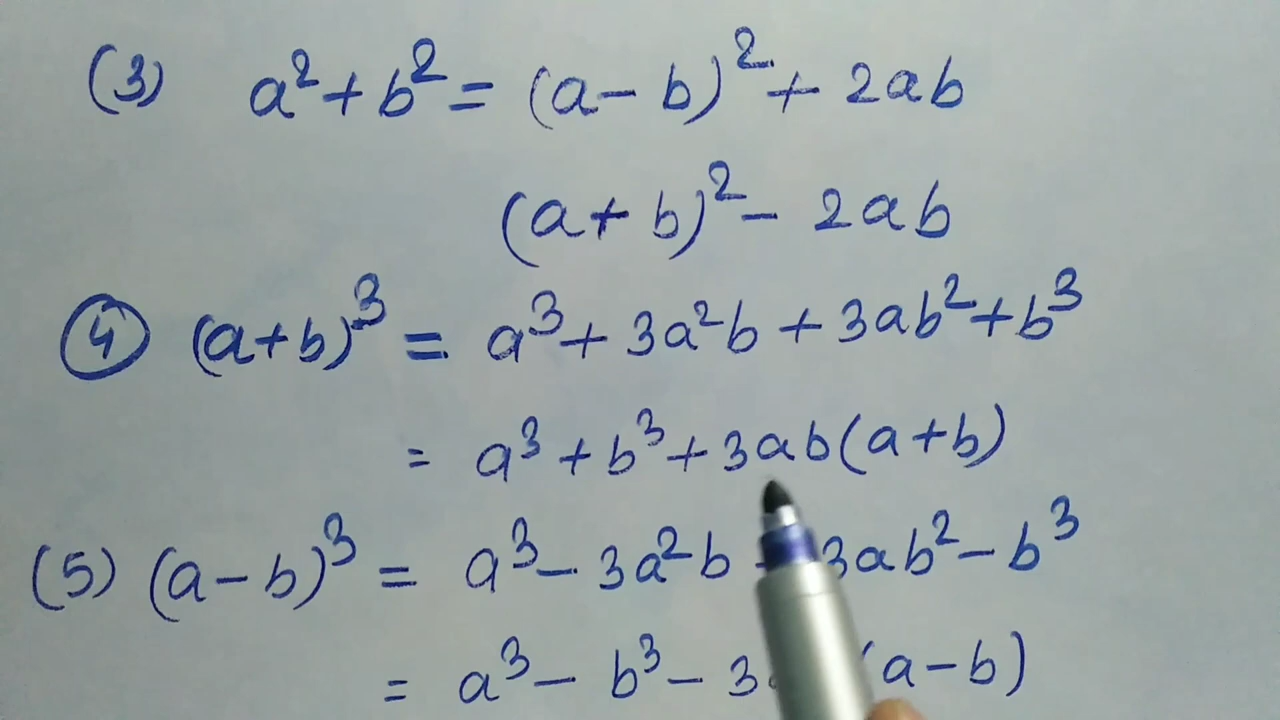 (3) a² + b² = (a - b)² + 2ab
(a + b)² - 2ab
④ (a+b)³ = a³ + 3a²b + 3ab² + b³
= a³ + b³ + 3ab(a+b)
(5) (a - b)³ = a³ - 3a²b 3ab² - b³
= a³ - b³ - 3 (a - b)